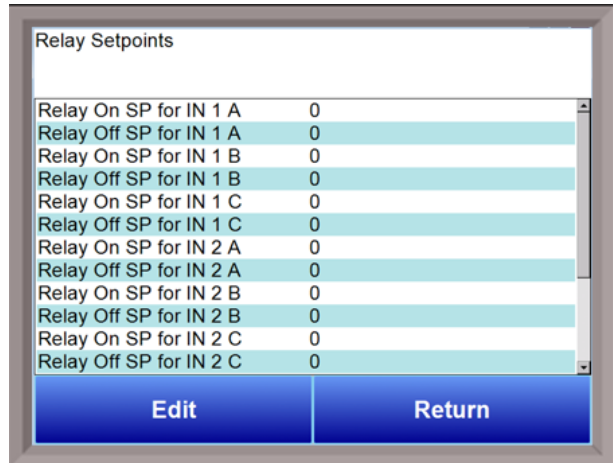 Relay Setpoints
Relay On SP for IN 1 A 0
Relay Off SP for IN 1 A 0
Relay On SP for IN 1 B 0
Relay Off SP for IN 1 B 0
Relay On SP for IN 1 C 0
Relay Off SP for IN 1 C 0
Relay On SP for IN 2 A 0
Relay Off SP for IN 2 A 0
Relay On SP for IN 2 B 0
Relay Off SP for IN 2 B 0
Relay On SP for IN 2 C 0
Relay Off SP for IN 2 C 0
Edit Return